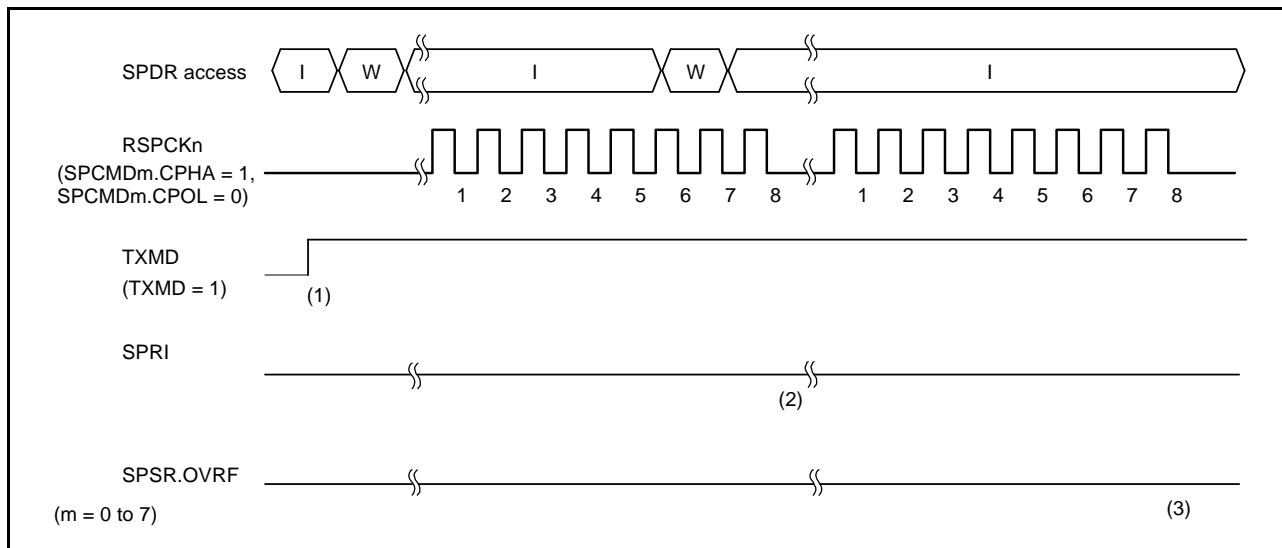 SPDR access I W I W I
RSPCKn
(SPCMDm.CPHA = 1,
SPCMDm.CPOL = 0)
1 2 3 4 5 6 7 8 1 2 3 4 5 6 7 8
TXMD
(TXMD = 1)
(1)
SPRI
(2)
SPSR.OVRF
(m = 0 to 7)
(3)